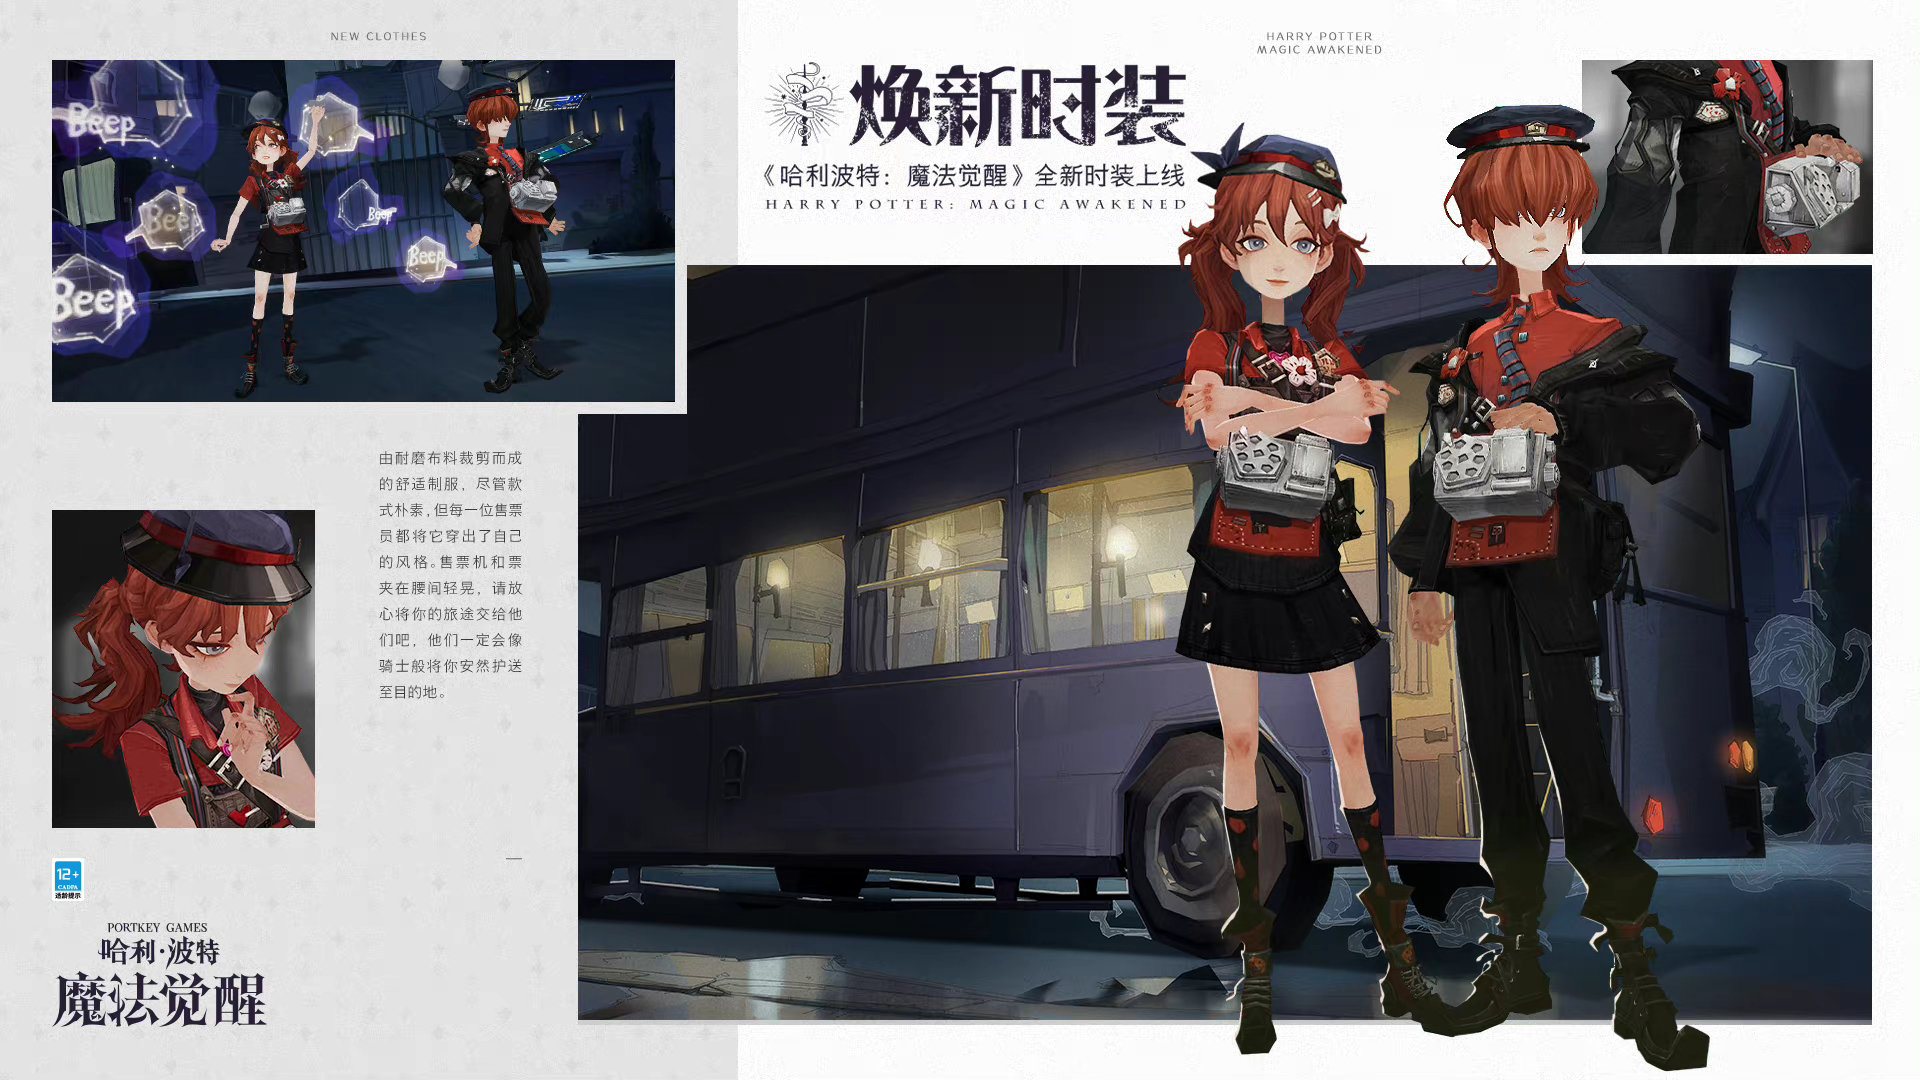 NEW CLOTHES
HARRY POTTER
MAGIC AWAKENED
焕新时装
《哈利波特：魔法觉醒》全新时装上线
HARRY POTTER: MAGIC AWAKENED
Beep
Beep
Beep
Beep
Beep
由耐磨布料裁剪而成
的舒适制服，尽管款
式朴素，但每一位售票
员都将它穿出了自己
的风格。售票机和票
夹在腰间轻晃，请放
心将你的旅途交给他
们吧，他们一定会像
骑士般将你安然护送
至目的地。
12+
CADPA
适龄提示
PORTKEY GAMES
哈利·波特
魔法觉醒